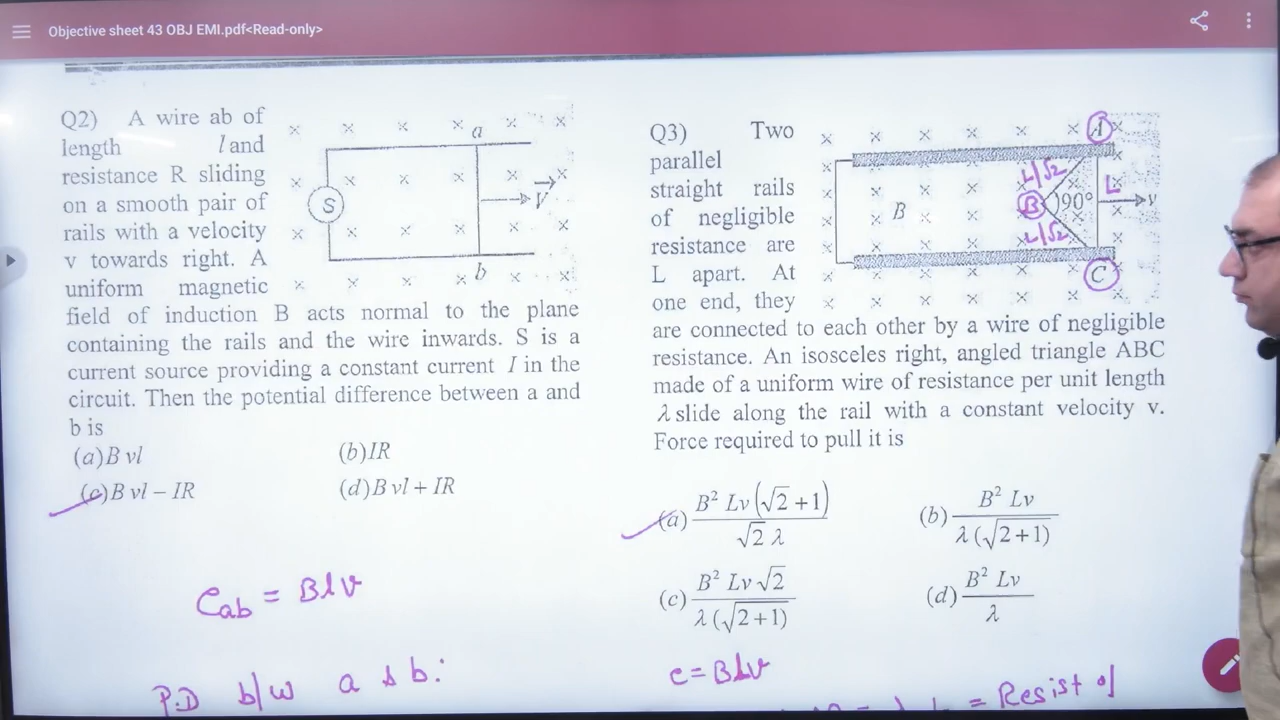 Objective sheet 43 OBJ EMI.pdf<Read-only>
Q2) A wire ab of
length l and
resistance R sliding
on a smooth pair of
rails with a velocity
v towards right. A
uniform magnetic
field of induction B acts normal to the plane
containing the rails and the wire inwards. S is a
current source providing a constant current I in the
circuit. Then the potential difference between a and
b is
(a) B vl
(b) IR
(c) B vl – IR
(d) B vl + IR
a
S
V
b
e_ab = Blv
P.D b/w a & b:
Q3) Two
parallel
straight rails
of negligible
resistance are
L apart. At
one end, they
are connected to each other by a wire of negligible
resistance. An isosceles right, angled triangle ABC
made of a uniform wire of resistance per unit length
λ slide along the rail with a constant velocity v.
Force required to pull it is
(a) B² Lv(√2 +1) / √2 λ
(b) B² Lv / λ (√2+1)
(c) B² Lv √2 / λ (√2+1)
(d) B² Lv / λ
A
L/√2
B
B
90°
L
v
L/√2
C
e = BLv
= Resist of